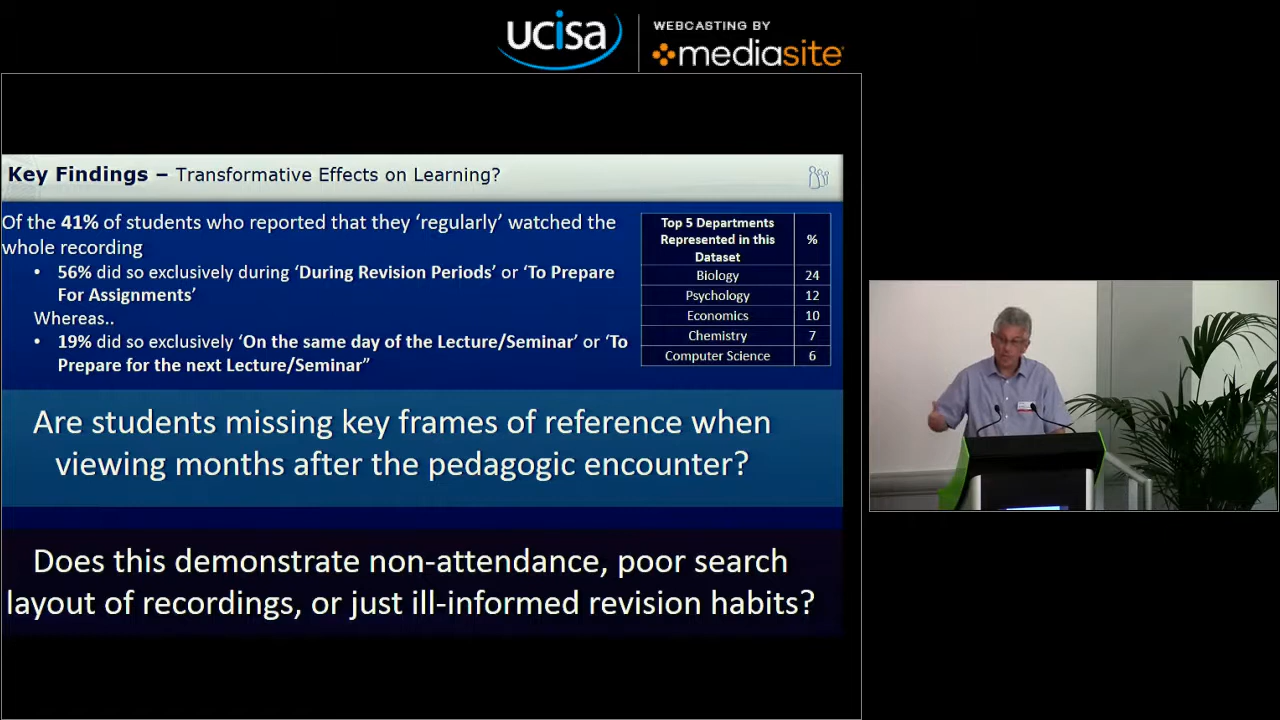 ucisa
WEBCASTING BY
mediasite
Key Findings – Transformative Effects on Learning?
Of the 41% of students who reported that they ‘regularly’ watched the
whole recording
• 56% did so exclusively during ‘During Revision Periods’ or ‘To Prepare
For Assignments’
Whereas..
• 19% did so exclusively ‘On the same day of the Lecture/Seminar’ or ‘To
Prepare for the next Lecture/Seminar”
Top 5 Departments
Represented in this
Dataset
%
Biology 24
Psychology 12
Economics 10
Chemistry 7
Computer Science 6
Are students missing key frames of reference when
viewing months after the pedagogic encounter?
Does this demonstrate non-attendance, poor search
layout of recordings, or just ill-informed revision habits?